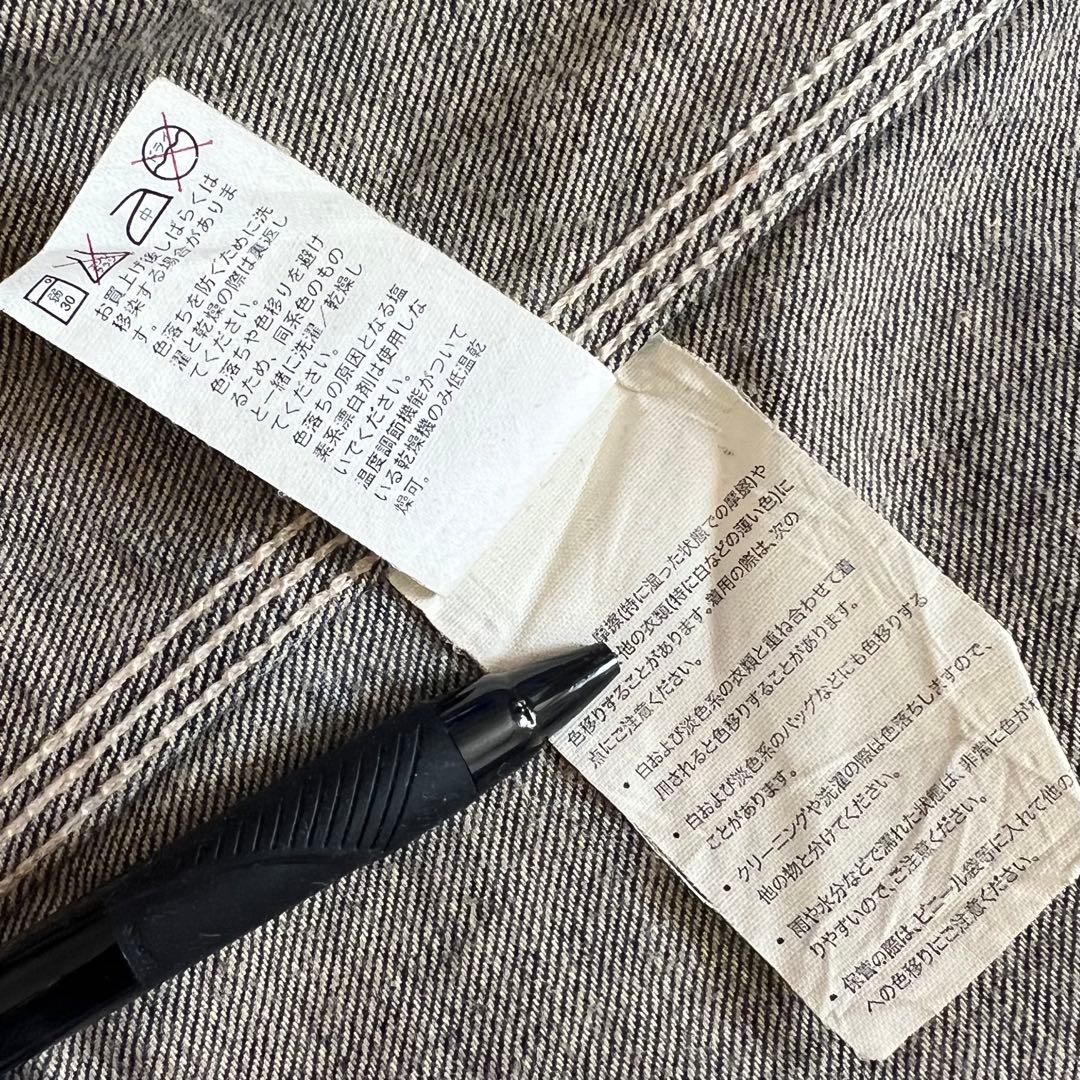 弱
30
中
ドライ
お買上げ後しばらくは
移染する場合がありま
す。
色落ちを防ぐために洗
濯と乾燥の際は裏返し
てください。
色落ちや色移りを避け
るため、同系色のもの
と一緒に洗濯/乾燥し
てください。
色落ちの原因となる塩
素系漂白剤は使用しな
いでください。
温度調節機能がついて
いる乾燥機のみ低温乾
燥可。
摩擦(特に湿った状態での摩擦)や
他の衣類(特に白などの薄い色)に
色移りすることがあります。着用の際は、次の
点にご注意ください。
• 白および淡色系の衣類と重ね合わせて着
用されると色移りすることがあります。
• 白および淡色系のバッグなどにも色移りする
ことがあります。
• クリーニングや洗濯の際は色落ちしますので、
他の物と分けてください。
• 雨や水分などで濡れた状態は、非常に色が
りやすいので、ご注意ください。
• 保管の際は、ビニール袋等に入れて他の
への色移りにご注意ください。